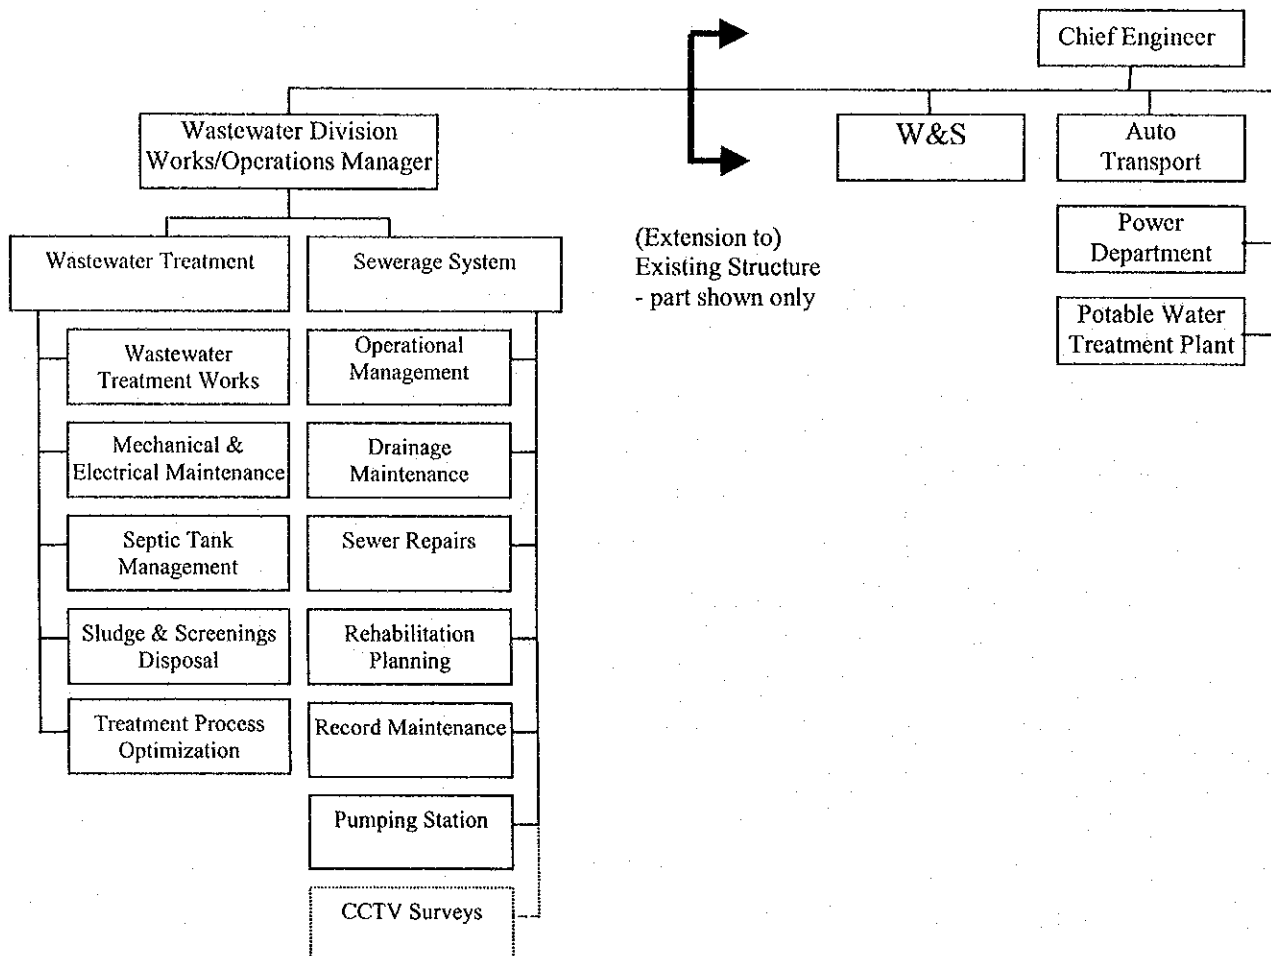 Chief Engineer
Wastewater Division
Works/Operations Manager
W&S
Auto
Transport
Wastewater Treatment
Sewerage System
(Extension to)
Existing Structure
- part shown only
Power
Department
Potable Water
Treatment Plant
Wastewater
Treatment Works
Operational
Management
Mechanical &
Electrical Maintenance
Drainage
Maintenance
Septic Tank
Management
Sewer Repairs
Sludge & Screenings
Disposal
Rehabilitation
Planning
Treatment Process
Optimization
Record Maintenance
Pumping Station
CCTV Surveys